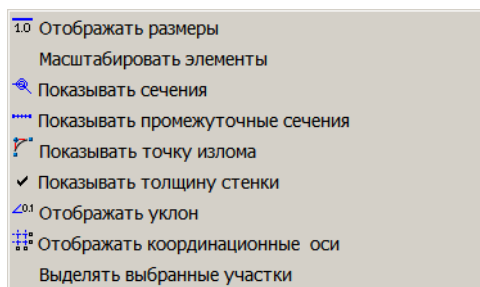 1.0 Отображать размеры
Масштабировать элементы
Показывать сечения
Показывать промежуточные сечения
Показывать точку излома
Показывать толщину стенки
0.1 Отображать уклон
Отображать координационные оси
Выделять выбранные участки